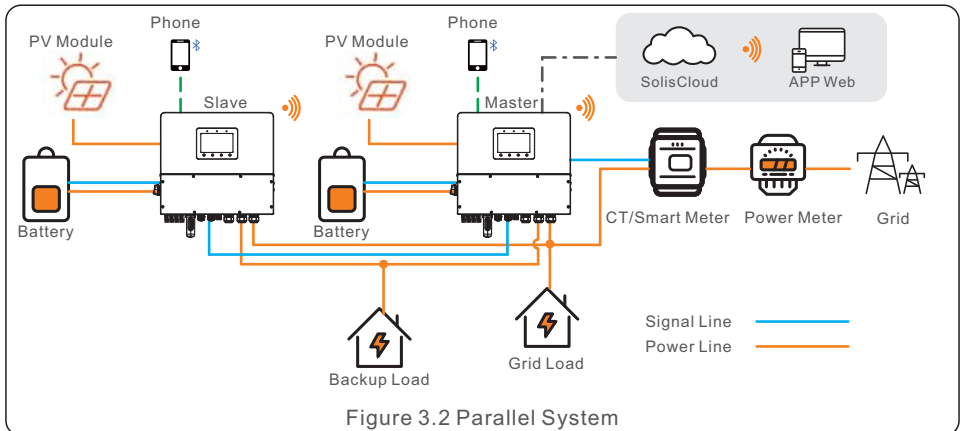 Phone
Phone
PV Module
PV Module
SolisCloud
APP Web
Slave
Master
Battery
Battery
CT/Smart Meter
Power Meter
Grid
Signal Line
Power Line
Grid Load
Backup Load
Figure 3.2 Parallel System